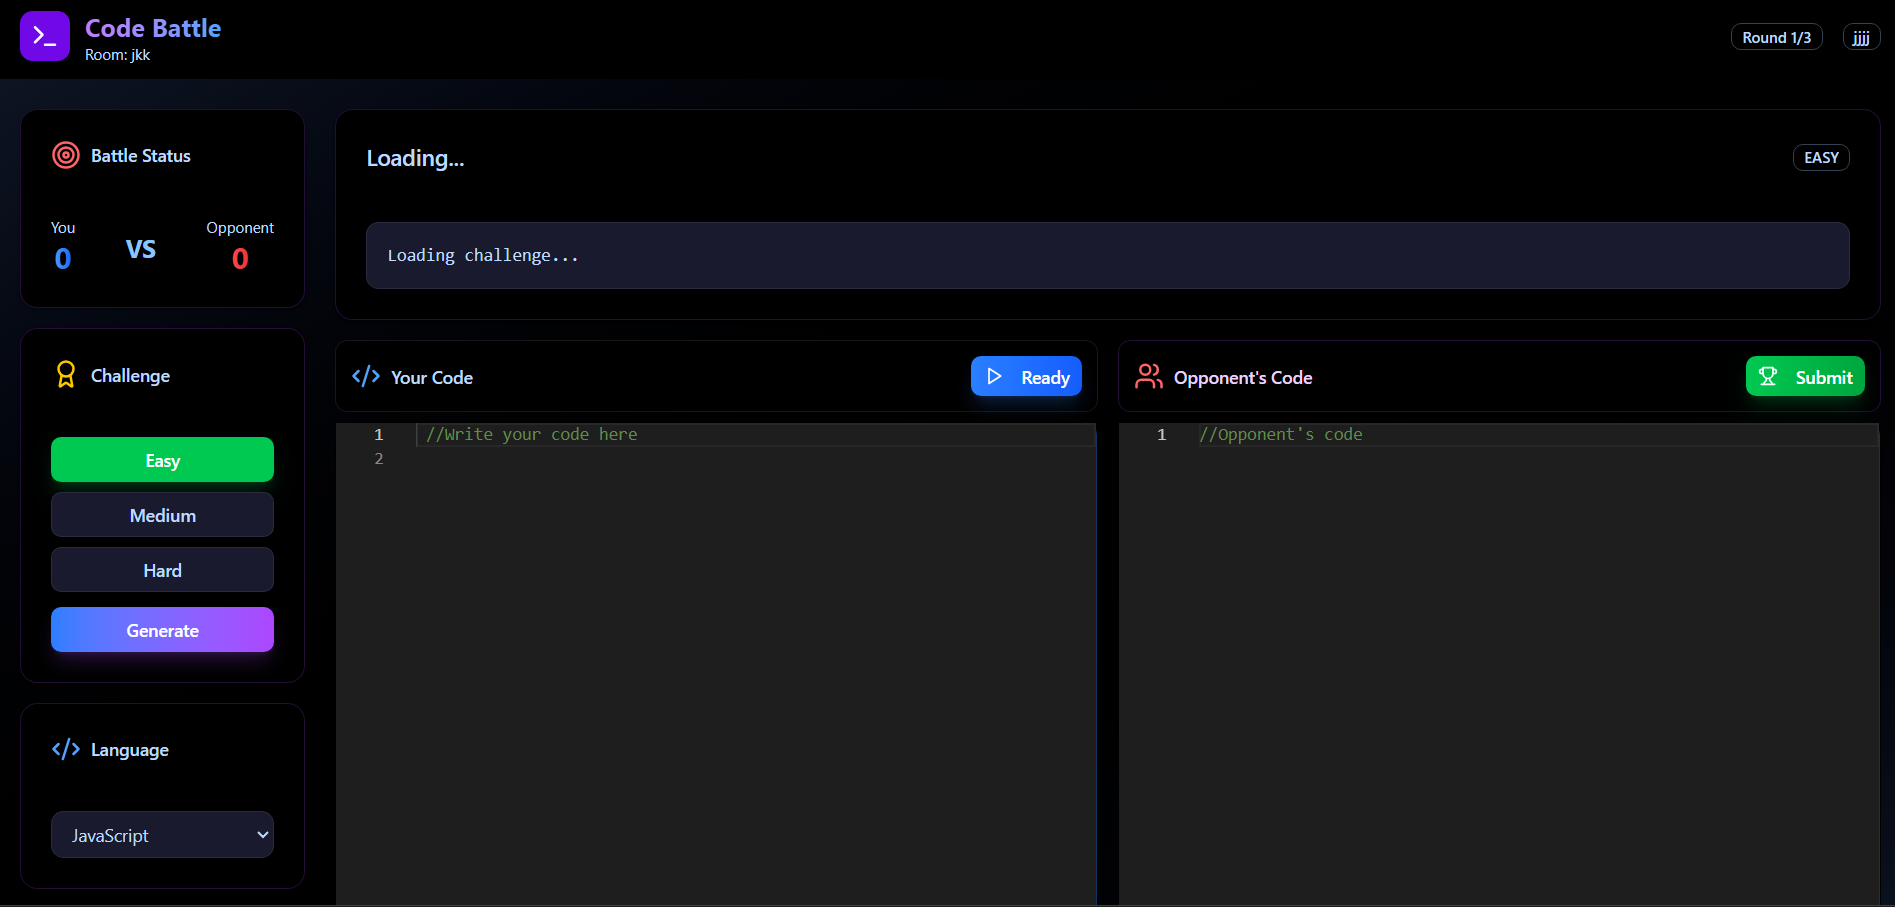 Code Battle
Room: jkk
Round 1/3
jjjj
Battle Status
You
0
VS
Opponent
0
Challenge
Easy
Medium
Hard
Generate
Language
JavaScript
Loading...
EASY
Loading challenge...
Your Code
Ready
1 //Write your code here
2
Opponent's Code
Submit
1 //Opponent's code